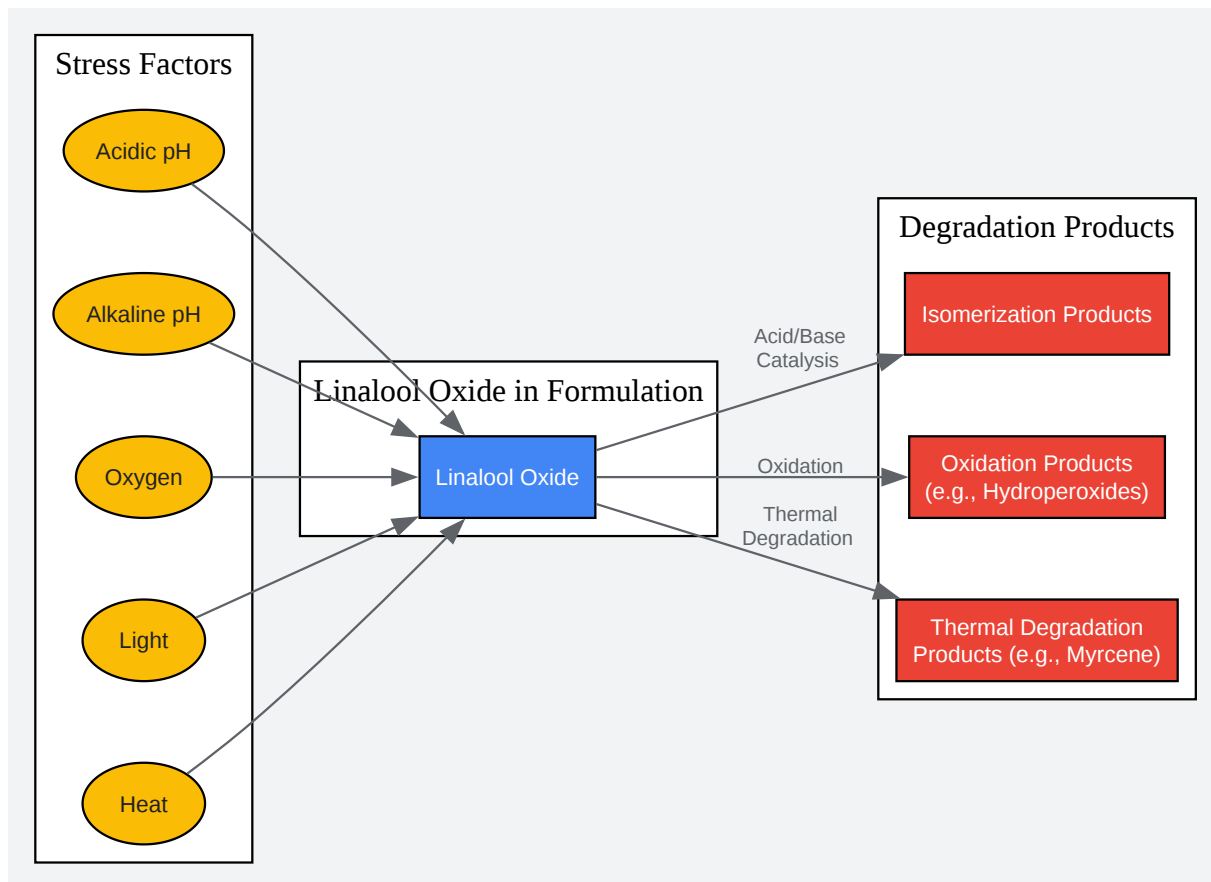 Stress Factors
Acidic pH
Alkaline pH
Oxygen
Light
Heat
Linalool Oxide in Formulation
Linalool Oxide
Acid/Base
Catalysis
Oxidation
Thermal
Degradation
Degradation Products
Isomerization Products
Oxidation Products
(e.g., Hydroperoxides)
Thermal Degradation
Products (e.g., Myrcene)